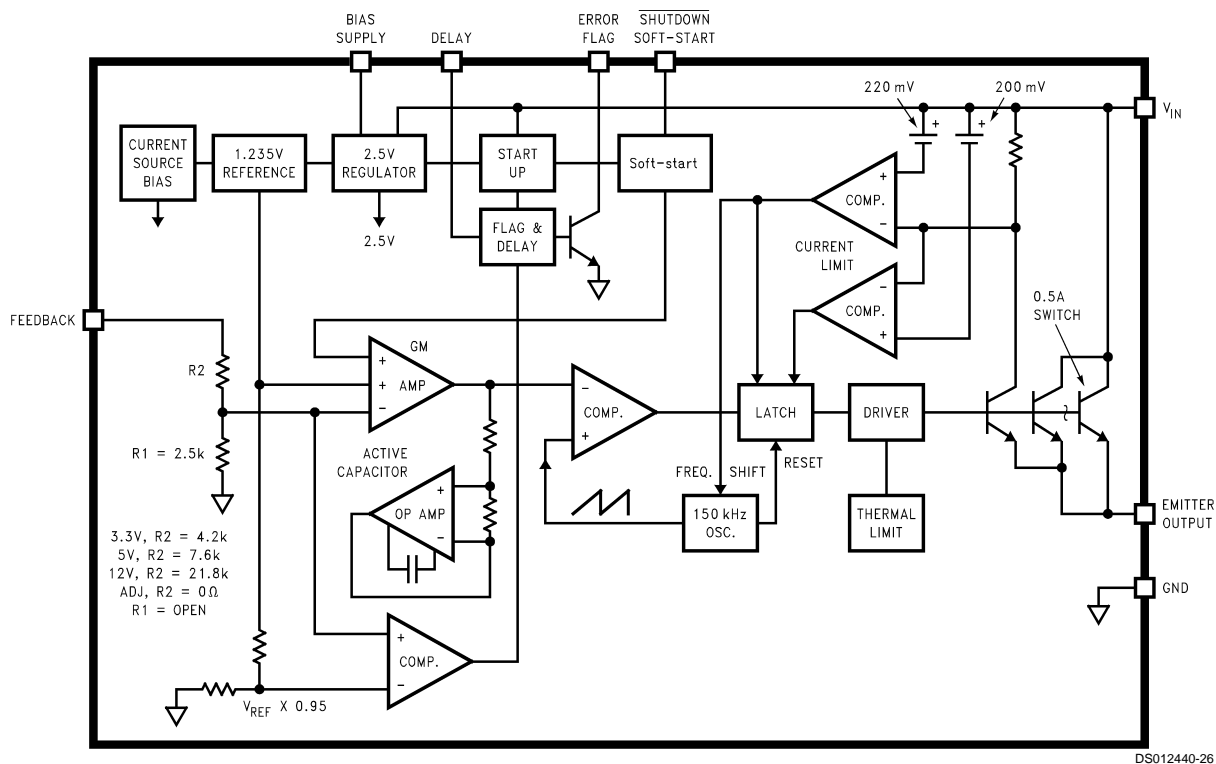 BIAS
SUPPLY
DELAY
ERROR
FLAG
SHUTDOWN
SOFT-START
220 mV
200 mV
V_IN
CURRENT
SOURCE
BIAS
1.235V
REFERENCE
2.5V
REGULATOR
START
UP
Soft-start
+
COMP.
−
2.5V
FLAG &
DELAY
CURRENT
LIMIT
−
COMP.
+
0.5A
SWITCH
FEEDBACK
R2
GM
+
+ AMP
−
−
COMP.
+
LATCH
DRIVER
R1 = 2.5k
ACTIVE
CAPACITOR
+
OP AMP
−
FREQ. SHIFT
RESET
150 kHz
OSC.
THERMAL
LIMIT
EMITTER
OUTPUT
3.3V, R2 = 4.2k
5V, R2 = 7.6k
12V, R2 = 21.8k
ADJ, R2 = 0Ω
R1 = OPEN
GND
+
COMP.
−
V_REF X 0.95
DS012440-26